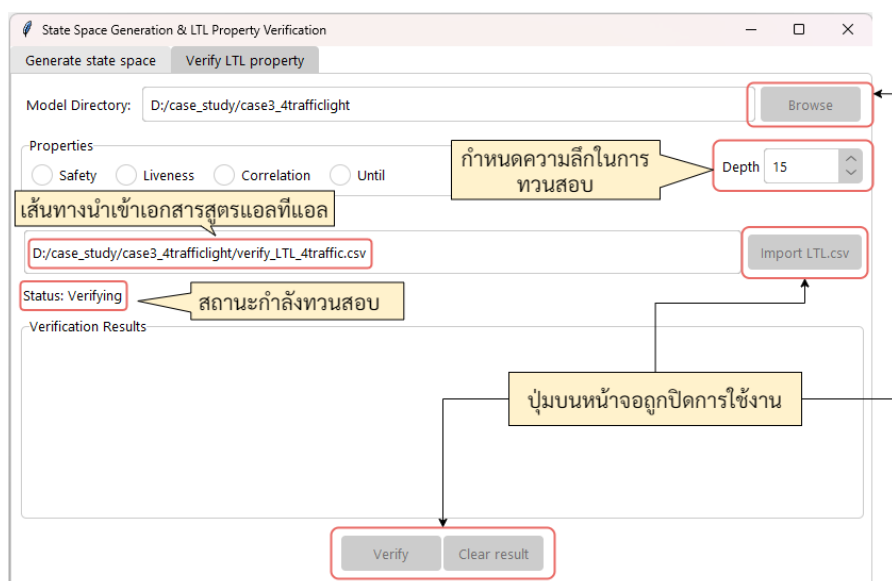 State Space Generation & LTL Property Verification
Generate state space
Verify LTL property
Model Directory:
D:/case_study/case3_4trafficlight
Browse
Properties
Safety
Liveness
Correlation
Until
กำหนดความลึกในการ
ทวนสอบ
Depth
15
เส้นทางนำเข้าเอกสารสูตรแอลทีแอล
D:/case_study/case3_4trafficlight/verify_LTL_4traffic.csv
Import LTL.csv
Status: Verifying
สถานะกำลังทวนสอบ
Verification Results
ปุ่มบนหน้าจอถูกปิดการใช้งาน
Verify
Clear result